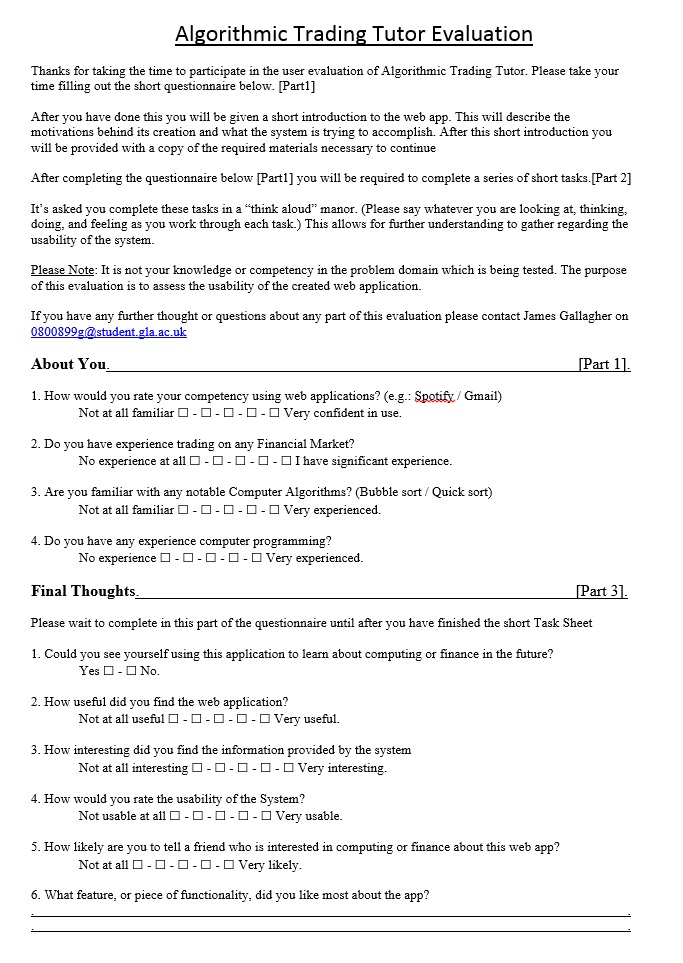 Algorithmic Trading Tutor Evaluation
Thanks for taking the time to participate in the user evaluation of Algorithmic Trading Tutor. Please take your
time filling out the short questionnaire below. [Part1]
After you have done this you will be given a short introduction to the web app. This will describe the
motivations behind its creation and what the system is trying to accomplish. After this short introduction you
will be provided with a copy of the required materials necessary to continue
After completing the questionnaire below [Part1] you will be required to complete a series of short tasks.[Part 2]
It's asked you complete these tasks in a “think aloud” manor. (Please say whatever you are looking at, thinking,
doing, and feeling as you work through each task.) This allows for further understanding to gather regarding the
usability of the system.
Please Note: It is not your knowledge or competency in the problem domain which is being tested. The purpose
of this evaluation is to assess the usability of the created web application.
If you have any further thought or questions about any part of this evaluation please contact James Gallagher on
0800899g@student.gla.ac.uk
About You. [Part 1].
1. How would you rate your competency using web applications? (e.g.: Spotify / Gmail)
Not at all familiar ☐ - ☐ - ☐ - ☐ - ☐ Very confident in use.
2. Do you have experience trading on any Financial Market?
No experience at all ☐ - ☐ - ☐ - ☐ - ☐ I have significant experience.
3. Are you familiar with any notable Computer Algorithms? (Bubble sort / Quick sort)
Not at all familiar ☐ - ☐ - ☐ - ☐ - ☐ Very experienced.
4. Do you have any experience computer programming?
No experience ☐ - ☐ - ☐ - ☐ - ☐ Very experienced.
Final Thoughts. [Part 3].
Please wait to complete in this part of the questionnaire until after you have finished the short Task Sheet
1. Could you see yourself using this application to learn about computing or finance in the future?
Yes ☐ - ☐ No.
2. How useful did you find the web application?
Not at all useful ☐ - ☐ - ☐ - ☐ - ☐ Very useful.
3. How interesting did you find the information provided by the system
Not at all interesting ☐ - ☐ - ☐ - ☐ - ☐ Very interesting.
4. How would you rate the usability of the System?
Not usable at all ☐ - ☐ - ☐ - ☐ - ☐ Very usable.
5. How likely are you to tell a friend who is interested in computing or finance about this web app?
Not at all ☐ - ☐ - ☐ - ☐ - ☐ Very likely.
6. What feature, or piece of functionality, did you like most about the app?
. .
. .